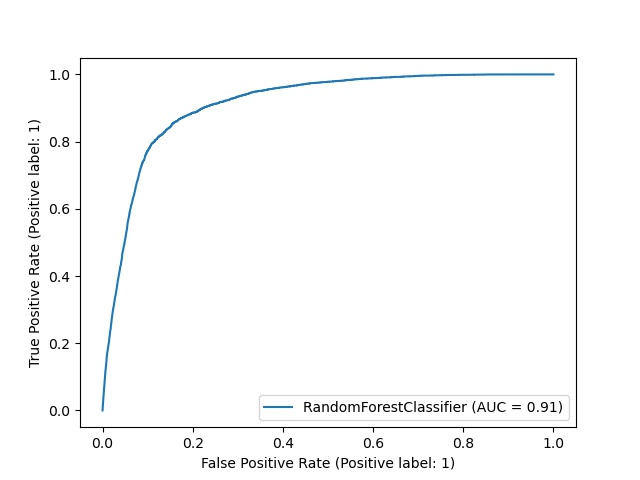 1.0
0.8
0.6
0.4
0.2
0.0
True Positive Rate (Positive label: 1)
RandomForestClassifier (AUC = 0.91)
0.0 0.2 0.4 0.6 0.8 1.0
False Positive Rate (Positive label: 1)